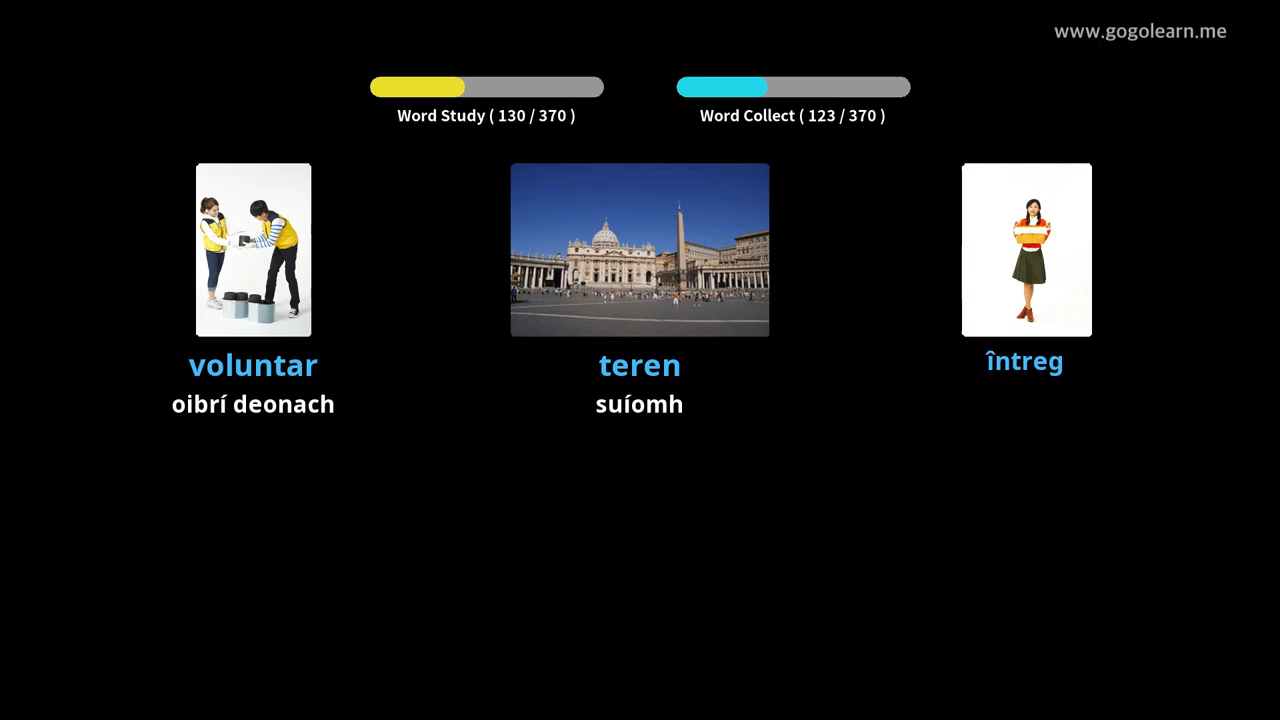 www.gogolearn.me
Word Study ( 130 / 370 )
Word Collect ( 123 / 370 )
voluntar
oibrí deonach
teren
suíomh
întreg